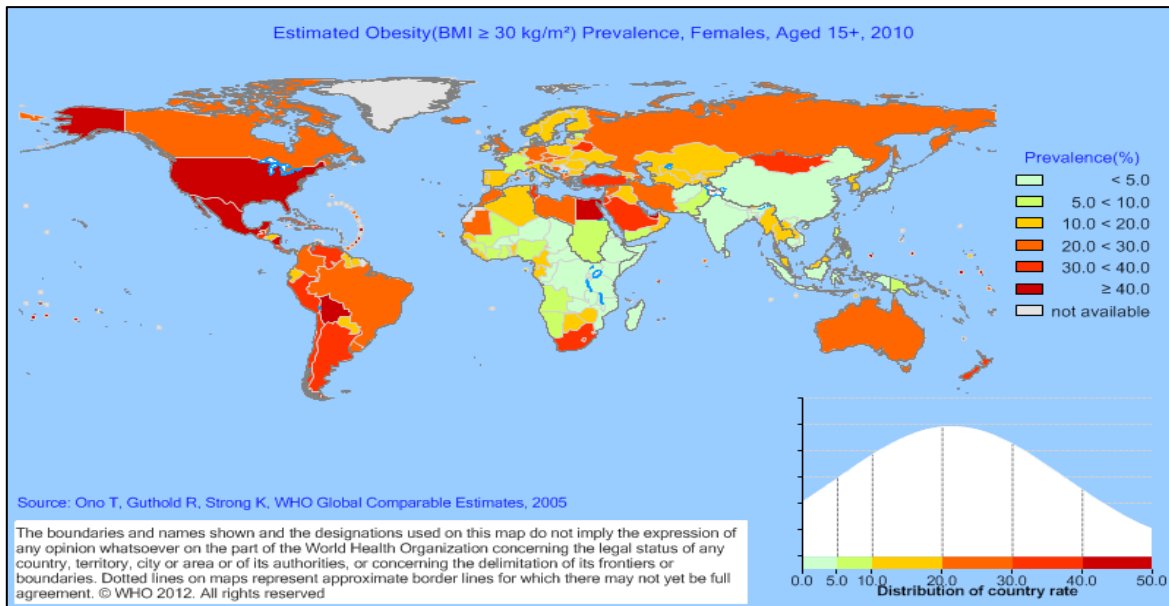 Estimated Obesity(BMI ≥ 30 kg/m²) Prevalence, Females, Aged 15+, 2010
Prevalence(%)
< 5.0
5.0 < 10.0
10.0 < 20.0
20.0 < 30.0
30.0 < 40.0
≥ 40.0
not available
Source: Ono T, Guthold R, Strong K, WHO Global Comparable Estimates, 2005
The boundaries and names shown and the designations used on this map do not imply the expression of
any opinion whatsoever on the part of the World Health Organization concerning the legal status of any
country, territory, city or area or of its authorities, or concerning the delimitation of its frontiers or
boundaries. Dotted lines on maps represent approximate border lines for which there may not yet be full
agreement. © WHO 2012. All rights reserved
0.0 5.0 10.0 20.0 30.0 40.0 50.0
Distribution of country rate